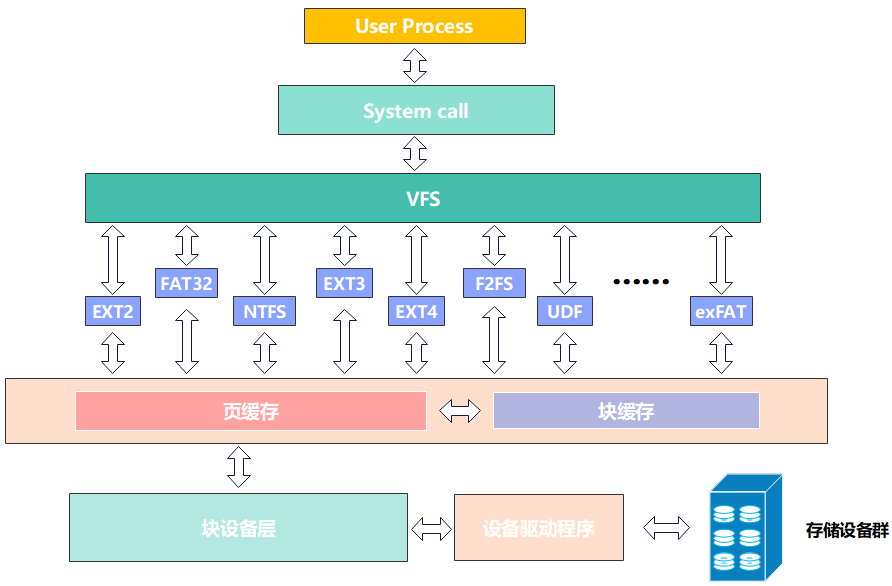 User Process
System call
VFS
FAT32
EXT3
F2FS
......
EXT2
NTFS
EXT4
UDF
exFAT
页缓存
块缓存
块设备层
设备驱动程序
存储设备群